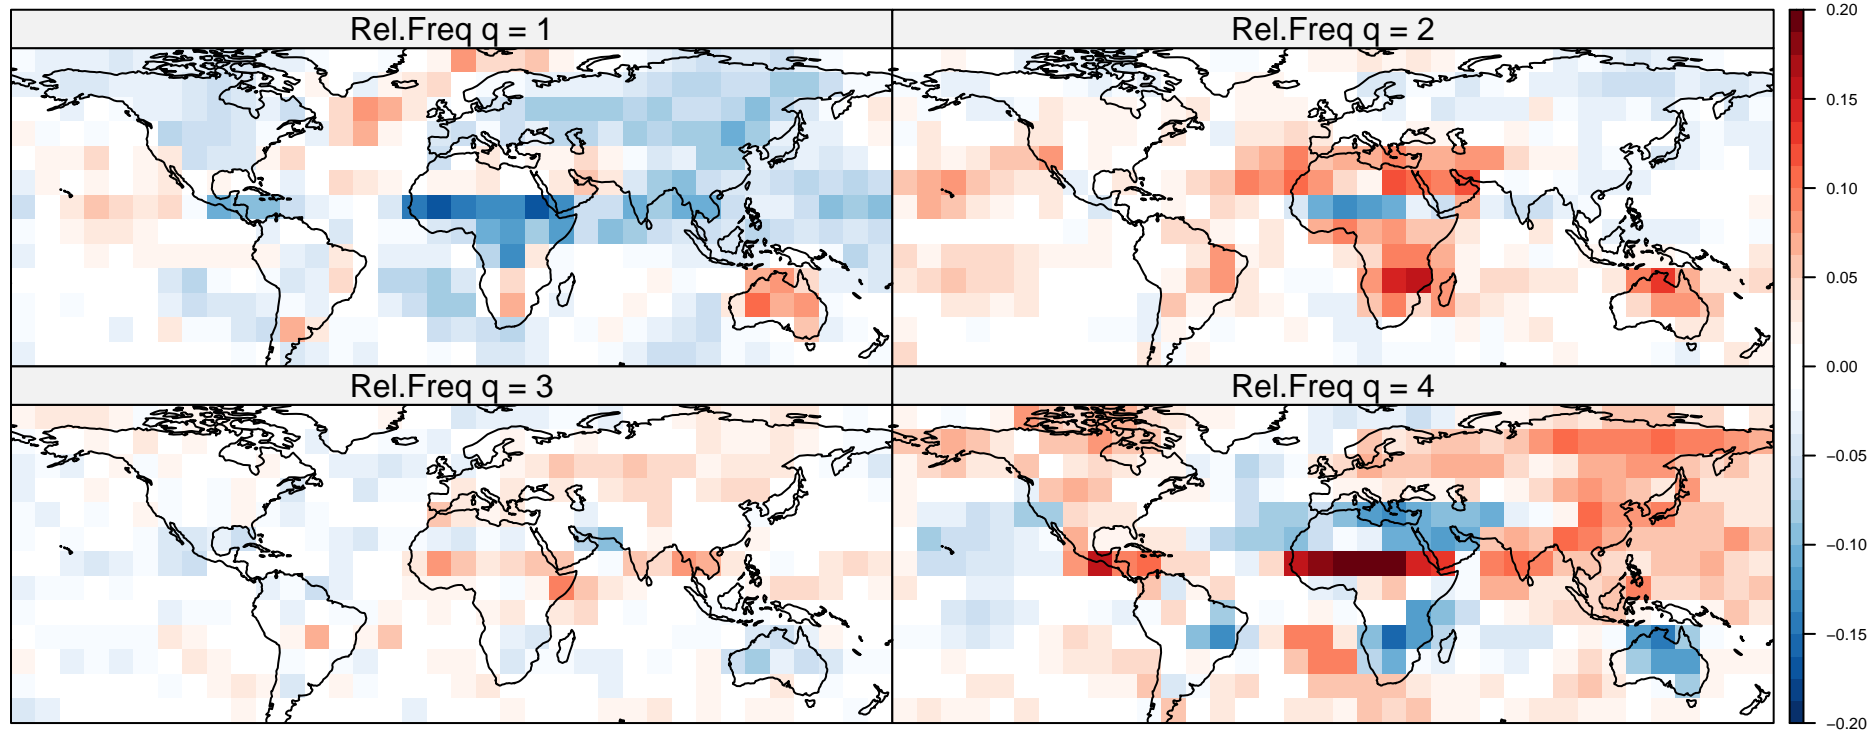 Rel.Freq q = 1
Rel.Freq q = 2
Rel.Freq q = 3
Rel.Freq q = 4
0.20
0.15
0.10
0.05
0.00
−0.05
−0.10
−0.15
−0.20